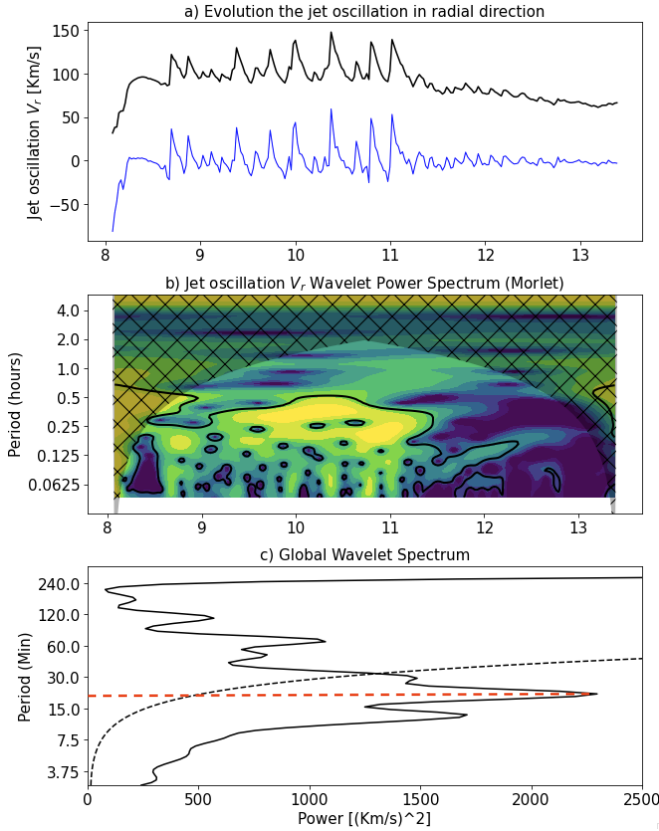 a) Evolution the jet oscillation in radial direction
Jet oscillation V_r [Km/s]
150
100
50
0
−50
8 9 10 11 12 13
b) Jet oscillation V_r Wavelet Power Spectrum (Morlet)
Period (hours)
4.0
2.0
1.0
0.5
0.25
0.125
0.0625
8 9 10 11 12 13
c) Global Wavelet Spectrum
Period (Min)
240.0
120.0
60.0
30.0
15.0
7.5
3.75
0 500 1000 1500 2000 2500
Power [(Km/s)^2]